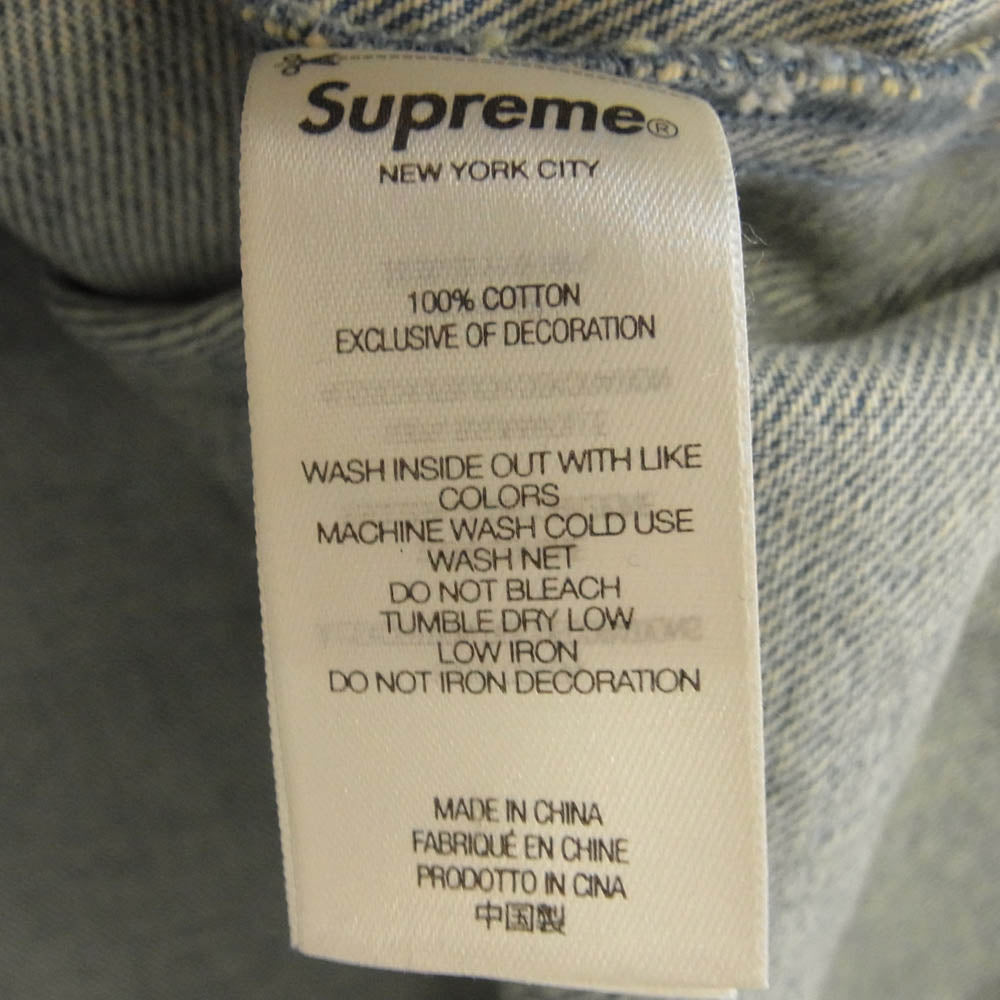 Supreme®
NEW YORK CITY
100% COTTON
EXCLUSIVE OF DECORATION
WASH INSIDE OUT WITH LIKE
COLORS
MACHINE WASH COLD USE
WASH NET
DO NOT BLEACH
TUMBLE DRY LOW
LOW IRON
DO NOT IRON DECORATION
MADE IN CHINA
FABRIQUÉ EN CHINE
PRODOTTO IN CINA
中国製